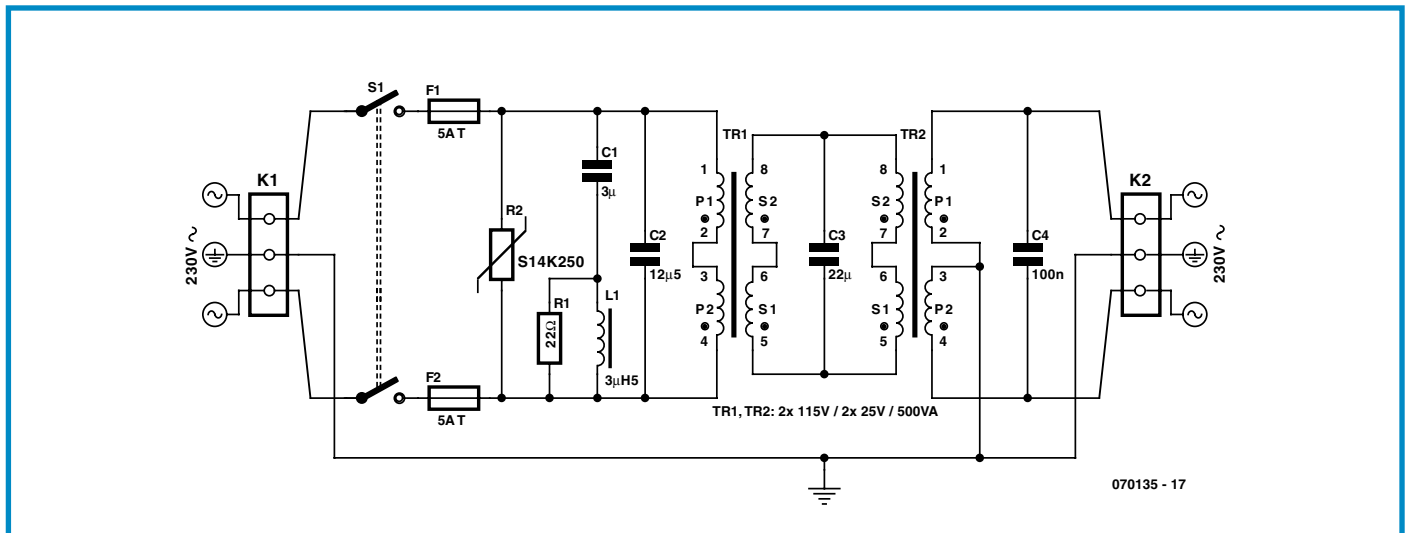 S1
F1
5A T
K1
230V ~
R2
S14K250
C1
3µ
R1
22Ω
L1
3µH5
C2
12µ5
F2
5A T
TR1
1
P1
2
3
P2
4
8
S2
7
6
S1
5
C3
22µ
TR2
8
S2
7
6
S1
5
1
P1
2
3
P2
4
C4
100n
K2
230V ~
TR1, TR2: 2x 115V / 2x 25V / 500VA
070135 - 17